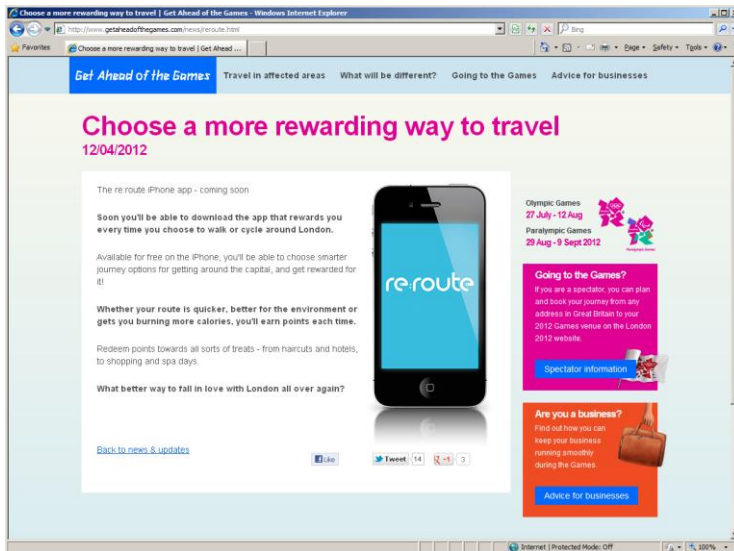 Choose a more rewarding way to travel | Get Ahead of the Games - Windows Internet Explorer
http://www.getaheadofthegames.com/news/reroute.html
Bing
Favorites
Choose a more rewarding way to travel | Get Ahead ...
Page
Safety
Tools
Get Ahead of the Games
Travel in affected areas
What will be different?
Going to the Games
Advice for businesses
Choose a more rewarding way to travel
12/04/2012
The re:route iPhone app - coming soon
Soon you'll be able to download the app that rewards you
every time you choose to walk or cycle around London.
Available for free on the iPhone, you'll be able to choose smarter
journey options for getting around the capital, and get rewarded for
it!
Whether your route is quicker, better for the environment or
gets you burning more calories, you'll earn points each time.
Redeem points towards all sorts of treats - from haircuts and hotels,
to shopping and spa days.
What better way to fall in love with London all over again?
Back to news & updates
Like
Tweet
14
+1
3
re:route
Olympic Games
27 July - 12 Aug
Paralympic Games
29 Aug - 9 Sept 2012
Going to the Games?
If you are a spectator, you can plan
and book your journey from any
address in Great Britain to your
2012 Games venue on the London
2012 website.
Spectator information
Are you a business?
Find out how you can
keep your business
running smoothly
during the Games.
Advice for businesses
Internet | Protected Mode: Off
100%